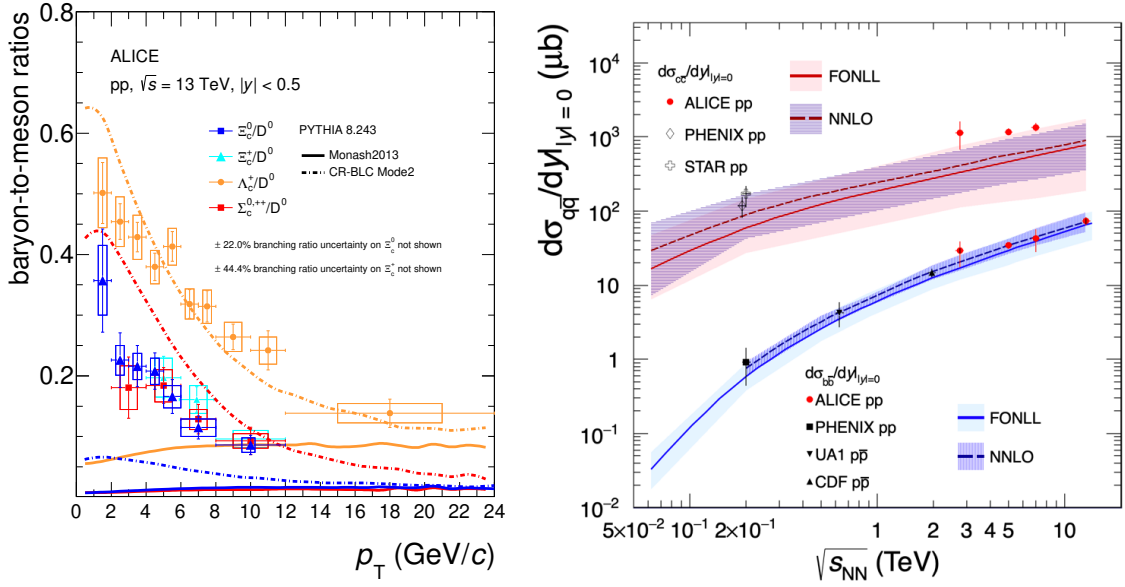 baryon-to-meson ratios
0.8
0.6
0.4
0.2
ALICE
pp, √s = 13 TeV, |y| < 0.5
Ξc0/D0
Ξc+/D0
Λc+/D0
Σc0,++/D0
PYTHIA 8.243
Monash2013
CR-BLC Mode2
± 22.0% branching ratio uncertainty on Ξc0 not shown
± 44.4% branching ratio uncertainty on Ξc+ not shown
0 2 4 6 8 10 12 14 16 18 20 22 24
pT (GeV/c)
dσqq̅/dy||y| = 0 (μb)
10⁴
10³
10²
10
1
10⁻¹
10⁻²
dσcc̅/dy||y|=0
ALICE pp
PHENIX pp
STAR pp
FONLL
NNLO
dσbb̅/dy||y|=0
ALICE pp
PHENIX pp
UA1 pp̅
CDF pp̅
FONLL
NNLO
5×10⁻² 10⁻¹ 2×10⁻¹ 1 2 3 4 5 10
√sNN (TeV)